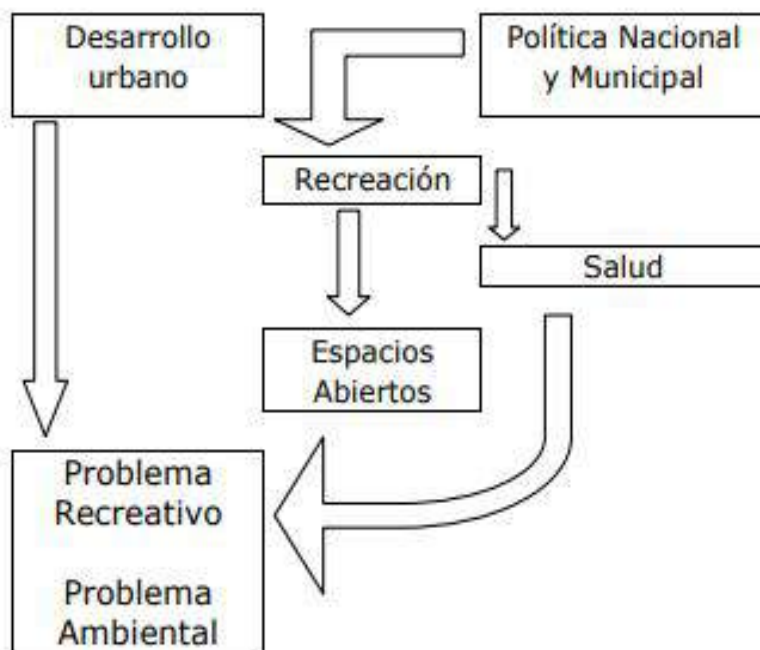 Desarrollo
urbano
Política Nacional
y Municipal
Recreación
Salud
Espacios
Abiertos
Problema
Recreativo
Problema
Ambiental